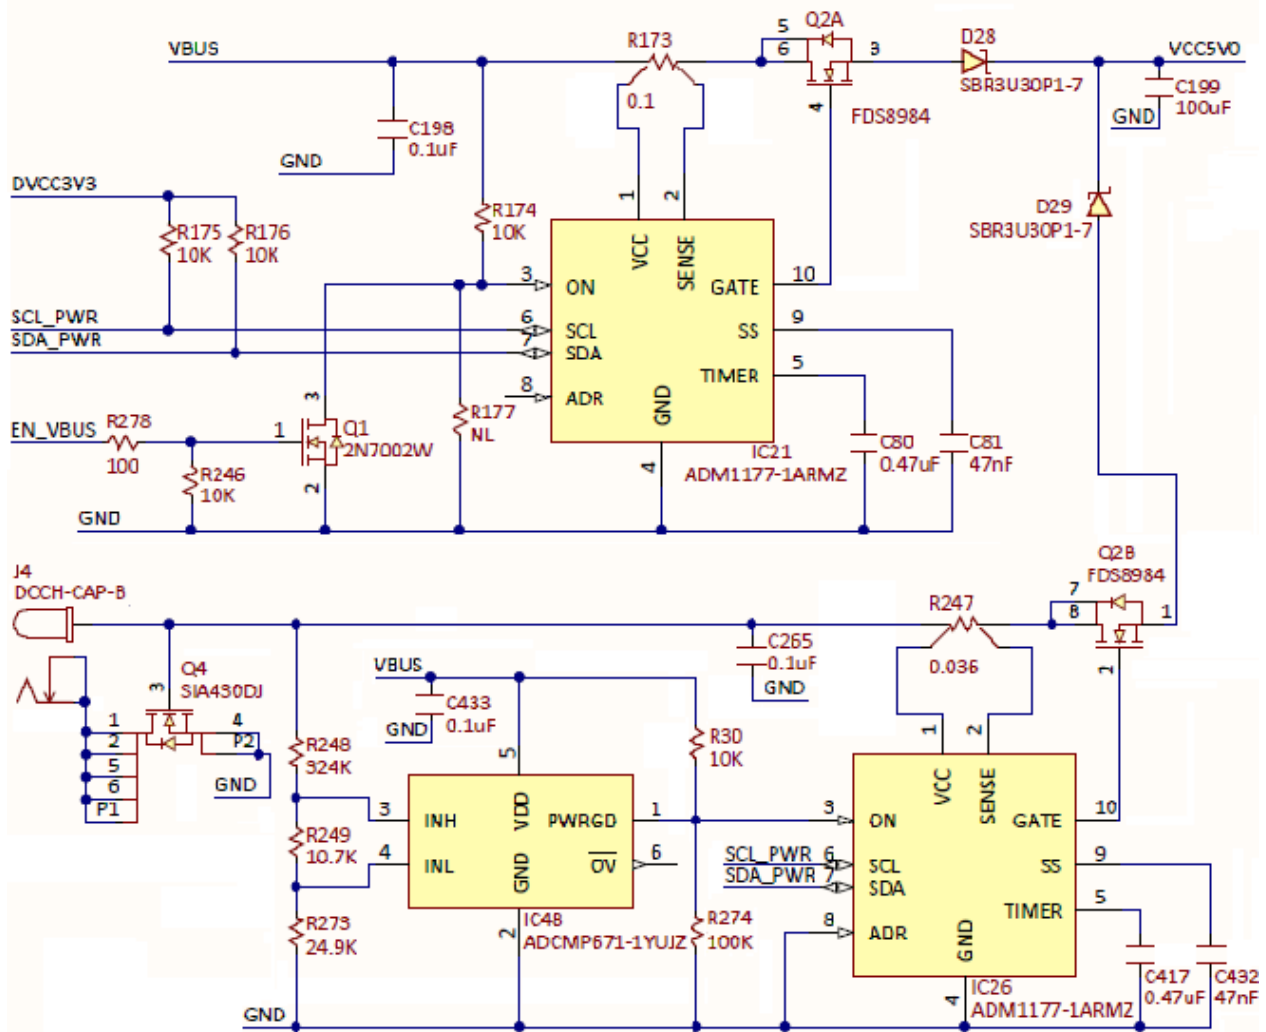 Q2A
5
6
3
4
FDS8984
VBUS
R173
0.1
D28
SBR3U30P1-7
VCC5V0
C199
100uF
GND
C198
0.1uF
GND
DVCC3V3
R175
10K
R176
10K
R174
10K
1
2
D29
SBR3U30P1-7
VCC
SENSE
3
ON
GATE
10
SCL_PWR
6
SCL
SS
9
SDA_PWR
7
SDA
TIMER
5
8
ADR
GND
4
3
EN_VBUS
R278
100
1
Q1
2N7002W
2
R177
NL
R246
10K
IC21
ADM1177-1ARMZ
C80
0.47uF
C81
47nF
GND
J4
DCCH-CAP-B
Q2B
FDS8984
7
8
1
1
R247
0.036
C265
0.1uF
GND
Q4
SIA430DJ
3
1
2
5
6
P1
4
P2
GND
VBUS
C433
0.1uF
GND
R30
10K
R248
324K
R249
10.7K
R273
24.9K
5
3
INH
4
INL
VDD
GND
PWRGD
1
OV
6
2
IC48
ADCMP671-1YUJZ
R274
100K
1
2
VCC
SENSE
3
ON
GATE
10
SCL_PWR
6
SCL
SS
9
SDA_PWR
7
SDA
TIMER
5
8
ADR
GND
4
IC26
ADM1177-1ARMZ
C417
0.47uF
C432
47nF
GND